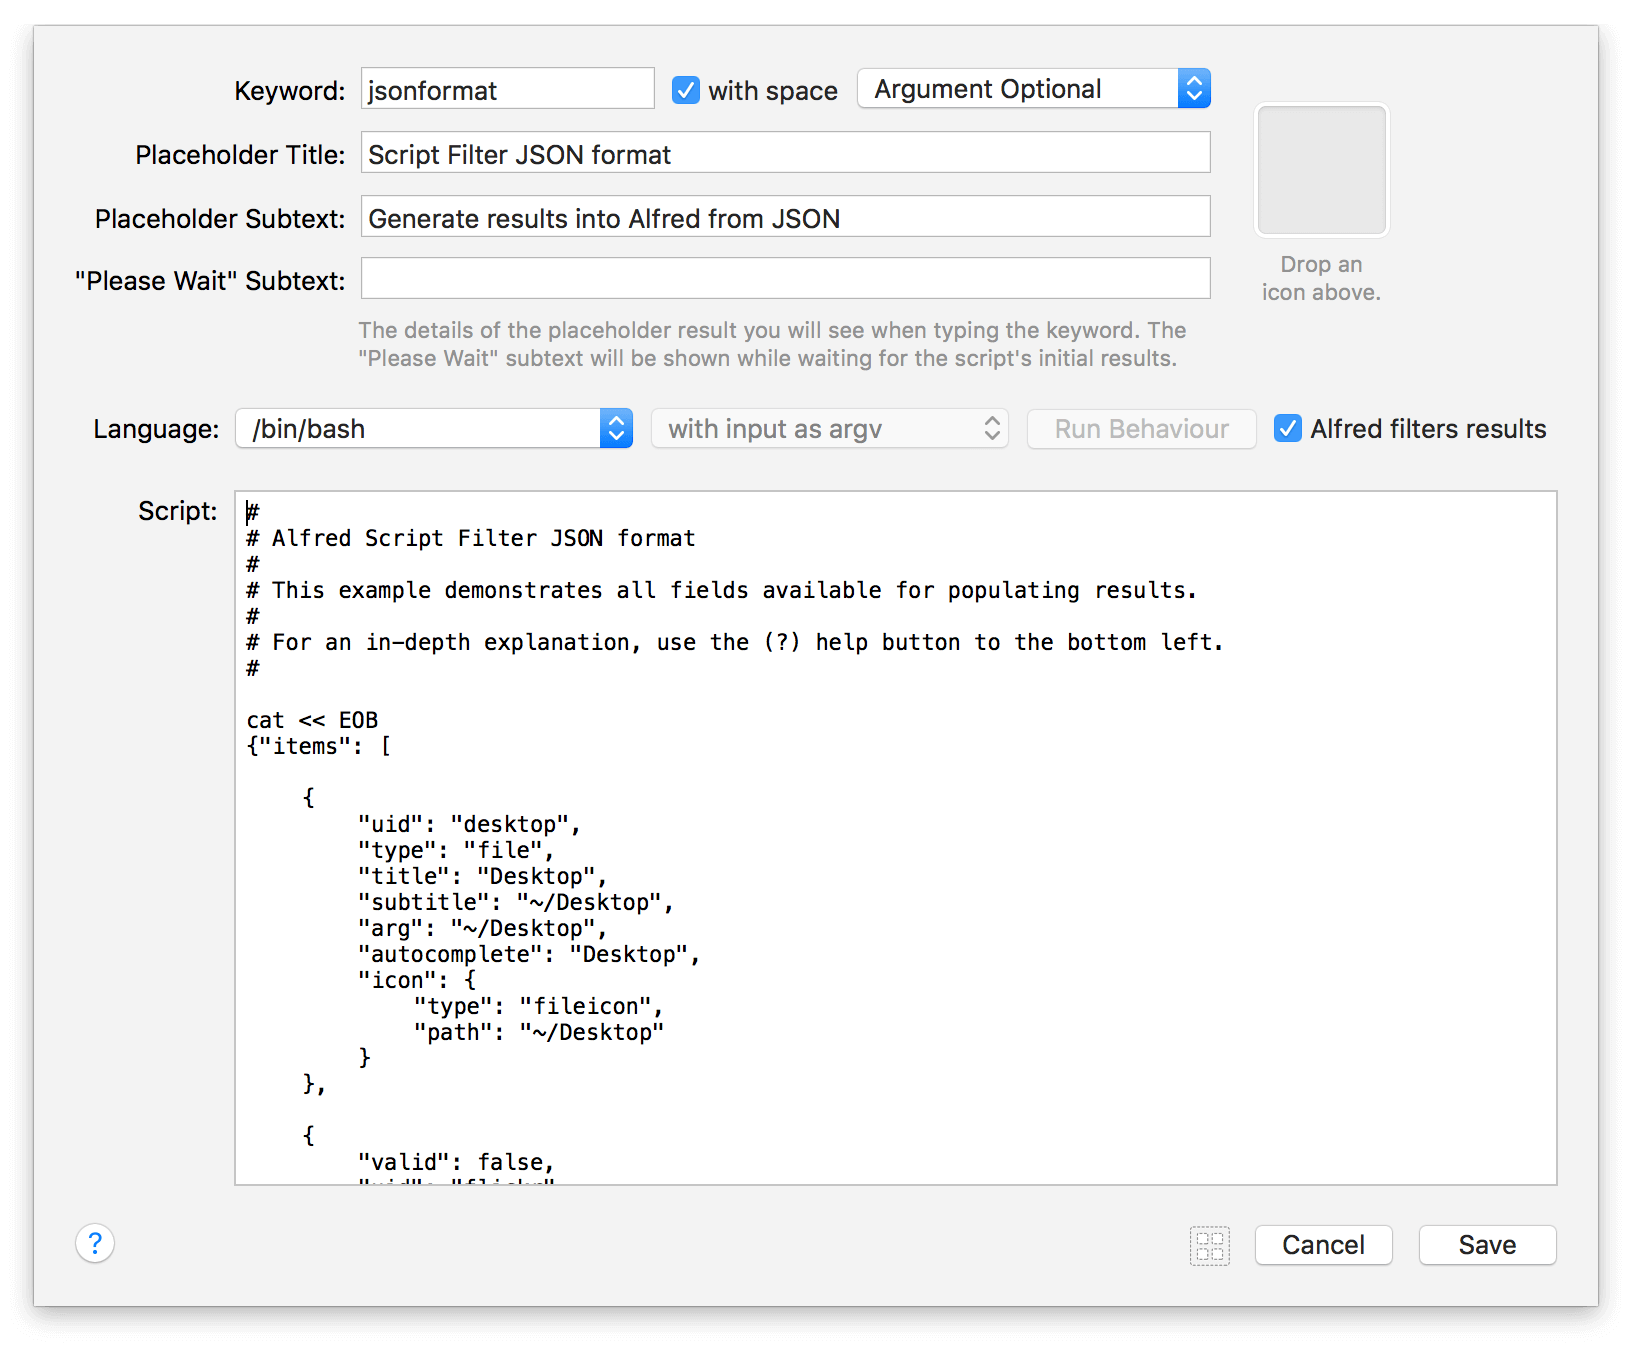 Keyword: jsonformat with space Argument Optional
Placeholder Title: Script Filter JSON format
Placeholder Subtext: Generate results into Alfred from JSON
"Please Wait" Subtext:
Drop an
icon above.
The details of the placeholder result you will see when typing the keyword. The
"Please Wait" subtext will be shown while waiting for the script's initial results.
Language: /bin/bash with input as argv Run Behaviour Alfred filters results
Script:
#
# Alfred Script Filter JSON format
#
# This example demonstrates all fields available for populating results.
#
# For an in-depth explanation, use the (?) help button to the bottom left.
#
cat << EOB
{"items": [
{
"uid": "desktop",
"type": "file",
"title": "Desktop",
"subtitle": "~/Desktop",
"arg": "~/Desktop",
"autocomplete": "Desktop",
"icon": {
"type": "fileicon",
"path": "~/Desktop"
}
},
{
"valid": false,
? Cancel Save